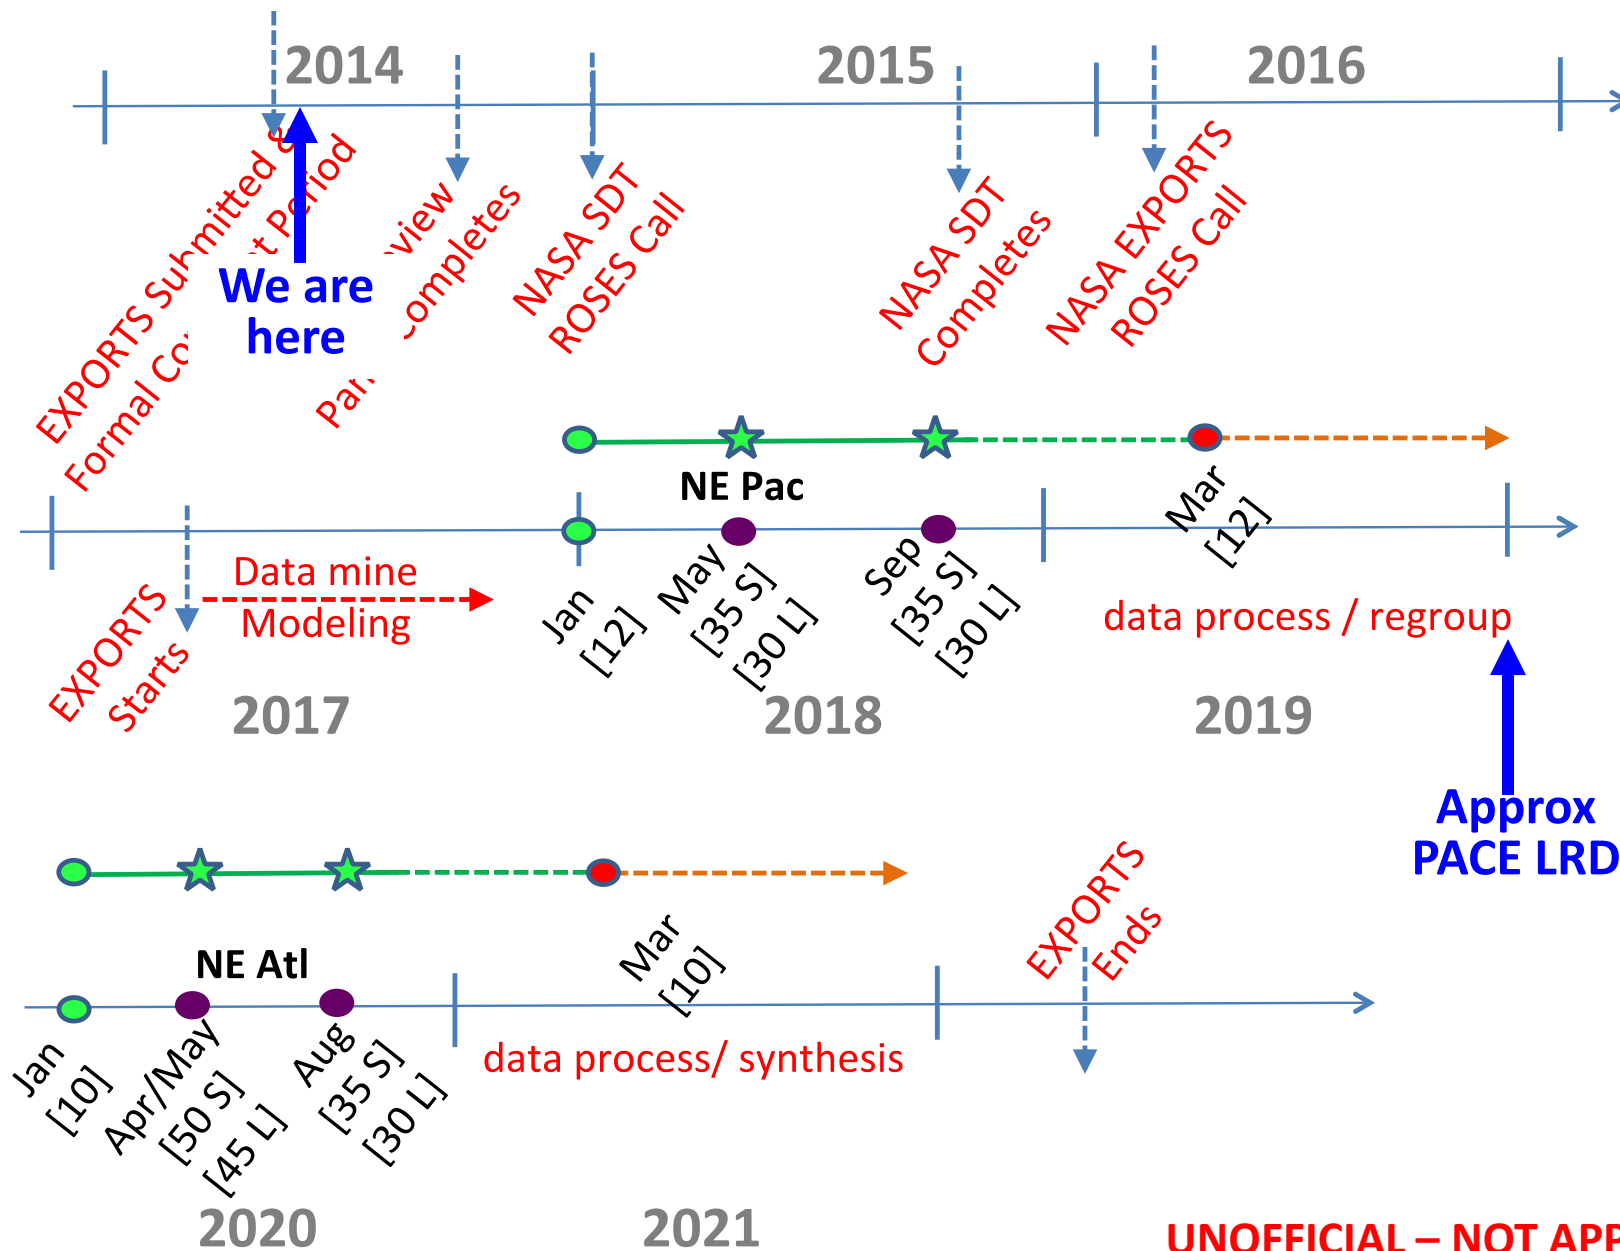 2014
2015
2016
EXPORTS Submitted &
Formal Co t Period
view
ompletes
NASA SDT
ROSES Call
NASA SDT
Completes
NASA EXPORTS
ROSES Call
We are
here
NE Pac
Mar
[12]
EXPORTS
Starts
Data mine
Modeling
Jan
[12]
May
[35 S]
[30 L]
Sep
[35 S]
[30 L]
data process / regroup
2017
2018
2019
Approx
PACE LRD
NE Atl
Mar
[10]
EXPORTS
Ends
Jan
[10]
Apr/May
[50 S]
[45 L]
Aug
[35 S]
[30 L]
data process/ synthesis
2020
2021
UNOFFICIAL – NOT APP